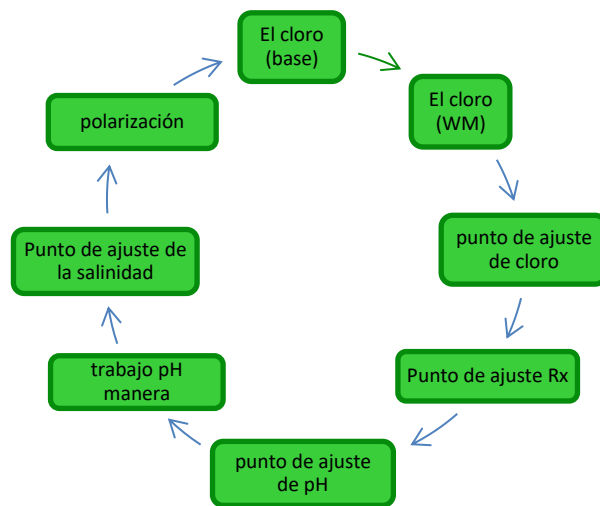 El cloro
(base)
El cloro
(WM)
punto de ajuste
de cloro
Punto de ajuste Rx
punto de ajuste
de pH
trabajo pH
manera
Punto de ajuste de
la salinidad
polarización